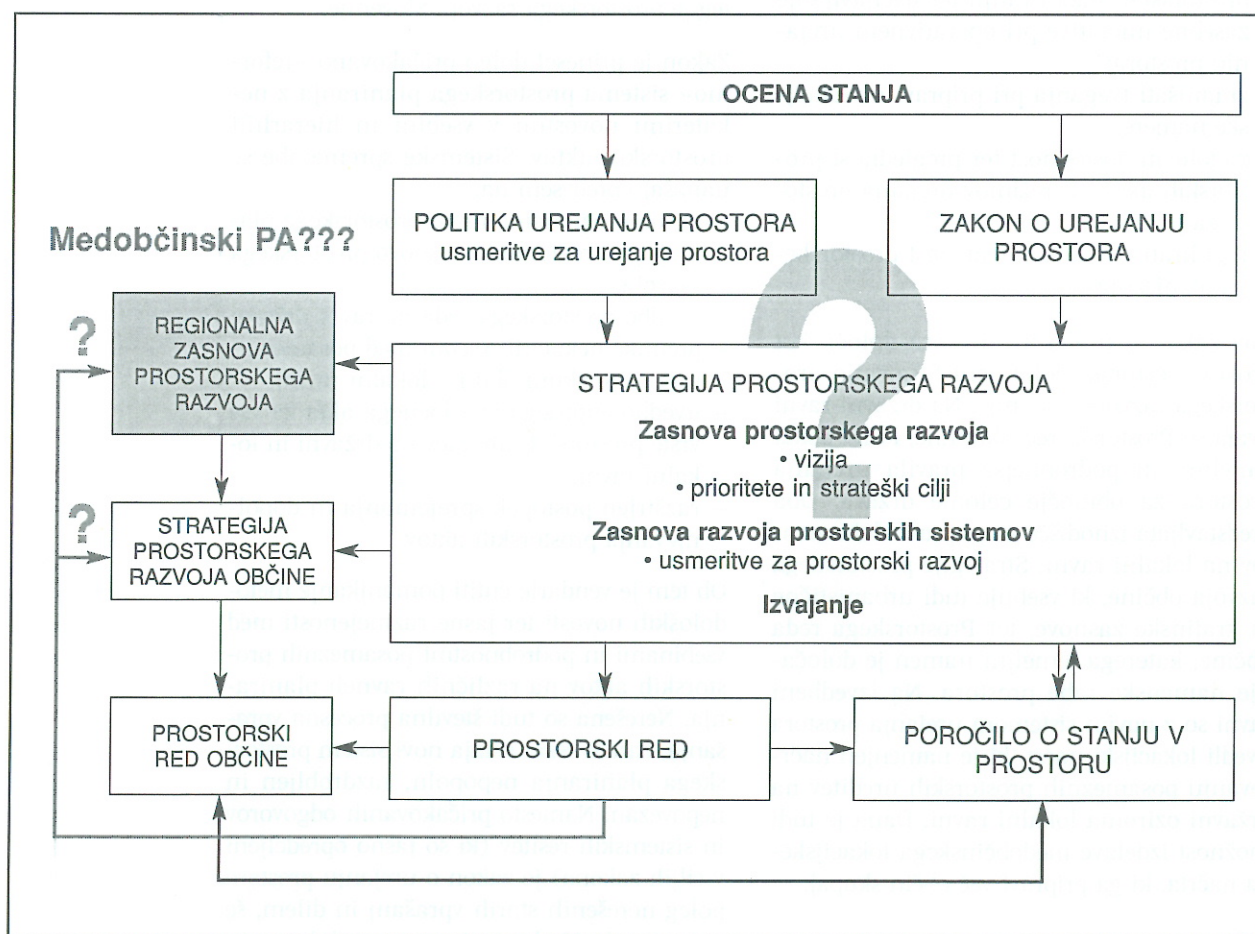 OCENA STANJA
POLITIKA UREJANJA PROSTORA
usmeritve za urejanje prostora
ZAKON O UREJANJU
PROSTORA
Medobčinski PA???
?
REGIONALNA
ZASNOVA
PROSTORSKEGA
RAZVOJA
?
STRATEGIJA
PROSTORSKEGA
RAZVOJA OBČINE
?
STRATEGIJA PROSTORSKEGA RAZVOJA
Zasnova prostorskega razvoja
• vizija
• prioritete in strateški cilji
Zasnova razvoja prostorskih sistemov
• usmeritve za prostorski razvoj
Izvajanje
PROSTORSKI
RED OBČINE
PROSTORSKI RED
POROČILO O STANJU V
PROSTORU